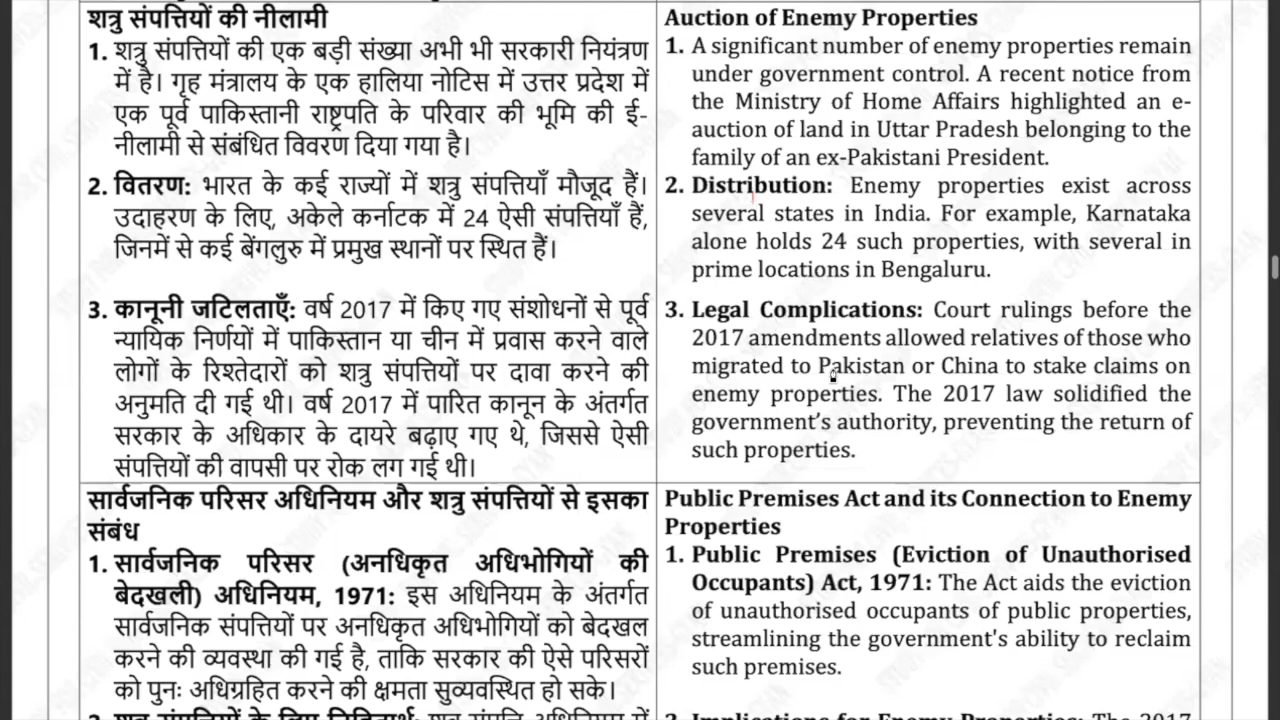 शत्रु संपत्तियों की नीलामी
1. शत्रु संपत्तियों की एक बड़ी संख्या अभी भी सरकारी नियंत्रण
में है। गृह मंत्रालय के एक हालिया नोटिस में उत्तर प्रदेश में
एक पूर्व पाकिस्तानी राष्ट्रपति के परिवार की भूमि की ई-
नीलामी से संबंधित विवरण दिया गया है।
2. वितरण: भारत के कई राज्यों में शत्रु संपत्तियाँ मौजूद हैं।
उदाहरण के लिए, अकेले कर्नाटक में 24 ऐसी संपत्तियाँ हैं,
जिनमें से कई बेंगलुरु में प्रमुख स्थानों पर स्थित हैं।
3. कानूनी जटिलताएँ: वर्ष 2017 में किए गए संशोधनों से पूर्व
न्यायिक निर्णयों में पाकिस्तान या चीन में प्रवास करने वाले
लोगों के रिश्तेदारों को शत्रु संपत्तियों पर दावा करने की
अनुमति दी गई थी। वर्ष 2017 में पारित कानून के अंतर्गत
सरकार के अधिकार के दायरे बढ़ाए गए थे, जिससे ऐसी
संपत्तियों की वापसी पर रोक लग गई थी।
सार्वजनिक परिसर अधिनियम और शत्रु संपत्तियों से इसका
संबंध
1. सार्वजनिक परिसर (अनधिकृत अधिभोगियों की
बेदखली) अधिनियम, 1971: इस अधिनियम के अंतर्गत
सार्वजनिक संपत्तियों पर अनधिकृत अधिभोगियों को बेदखल
करने की व्यवस्था की गई है, ताकि सरकार की ऐसे परिसरों
को पुनः अधिग्रहित करने की क्षमता सुव्यवस्थित हो सके।
Auction of Enemy Properties
1. A significant number of enemy properties remain
under government control. A recent notice from
the Ministry of Home Affairs highlighted an e-
auction of land in Uttar Pradesh belonging to the
family of an ex-Pakistani President.
2. Distribution: Enemy properties exist across
several states in India. For example, Karnataka
alone holds 24 such properties, with several in
prime locations in Bengaluru.
3. Legal Complications: Court rulings before the
2017 amendments allowed relatives of those who
migrated to Pakistan or China to stake claims on
enemy properties. The 2017 law solidified the
government's authority, preventing the return of
such properties.
Public Premises Act and its Connection to Enemy
Properties
1. Public Premises (Eviction of Unauthorised
Occupants) Act, 1971: The Act aids the eviction
of unauthorised occupants of public properties,
streamlining the government's ability to reclaim
such premises.
2. Implications for Enemy Properties: The 2017